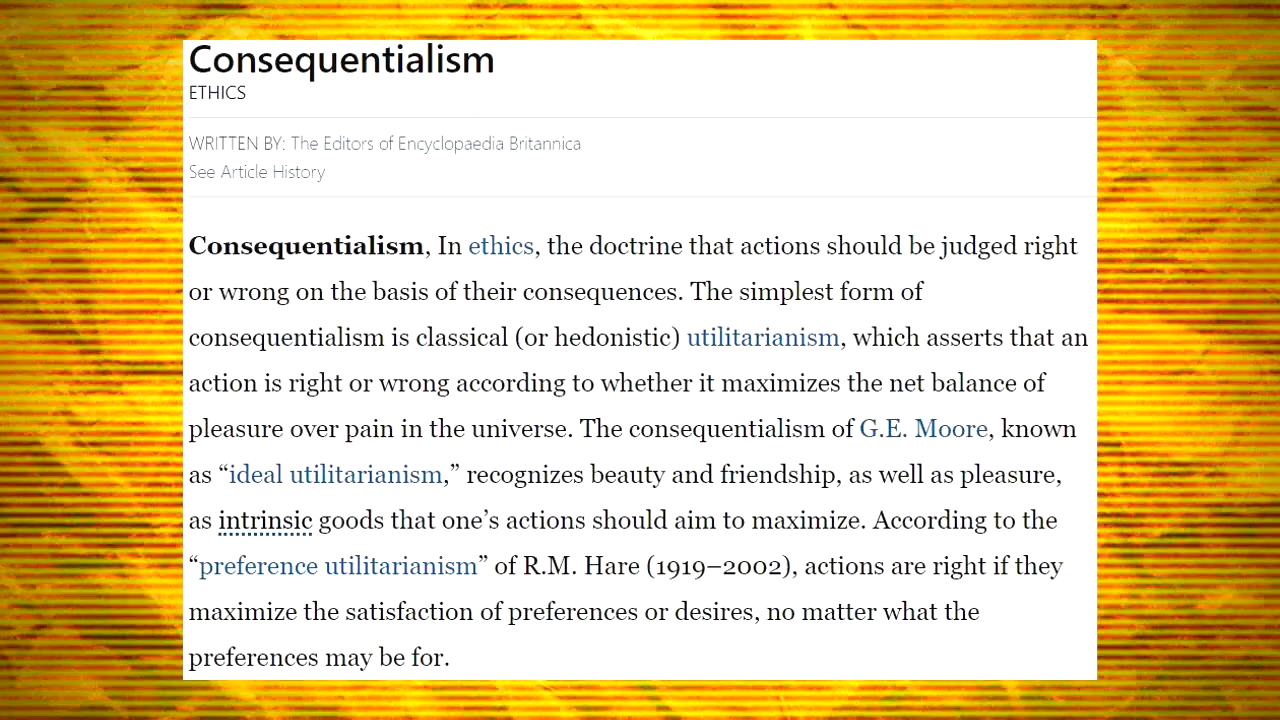 Consequentialism
ETHICS
WRITTEN BY: The Editors of Encyclopaedia Britannica
See Article History
Consequentialism, In ethics, the doctrine that actions should be judged right
or wrong on the basis of their consequences. The simplest form of
consequentialism is classical (or hedonistic) utilitarianism, which asserts that an
action is right or wrong according to whether it maximizes the net balance of
pleasure over pain in the universe. The consequentialism of G.E. Moore, known
as “ideal utilitarianism,” recognizes beauty and friendship, as well as pleasure,
as intrinsic goods that one’s actions should aim to maximize. According to the
“preference utilitarianism” of R.M. Hare (1919–2002), actions are right if they
maximize the satisfaction of preferences or desires, no matter what the
preferences may be for.